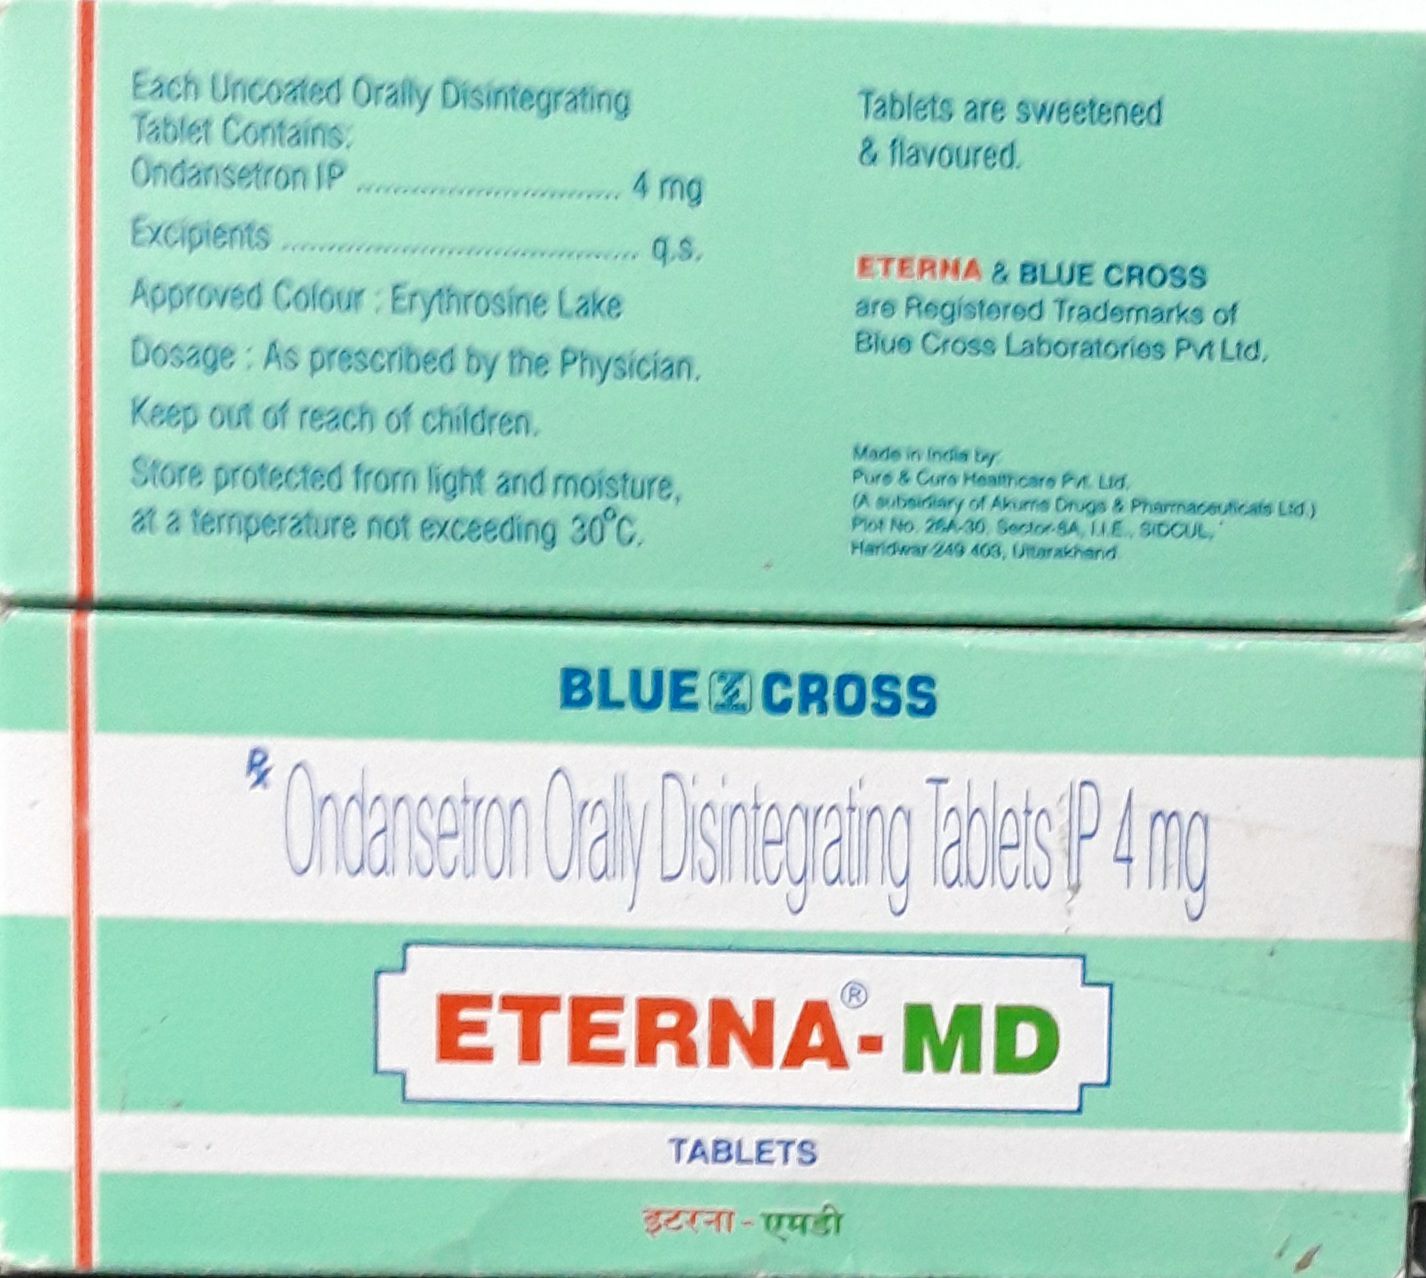 Each Uncoated Orally Disintegrating
Tablet Contains:
Ondansetron IP ................................ 4 mg
Excipients ........................................... q.s.
Approved Colour : Erythrosine Lake
Dosage : As prescribed by the Physician.
Keep out of reach of children.
Store protected from light and moisture,
at a temperature not exceeding 30°C.
Tablets are sweetened
& flavoured.
ETERNA & BLUE CROSS
are Registered Trademarks of
Blue Cross Laboratories Pvt Ltd.
Made in India by:
Pure & Cure Healthcare Pvt. Ltd.
(A subsidiary of Akums Drugs & Pharmaceuticals Ltd.)
Plot No. 26A-30, Sector-8A, I.I.E., SIDCUL,
Haridwar-249 403, Uttarakhand.
BLUE CROSS
℞ Ondansetron Orally Disintegrating Tablets IP 4 mg
ETERNA®-MD
TABLETS
इटरना-एमडी